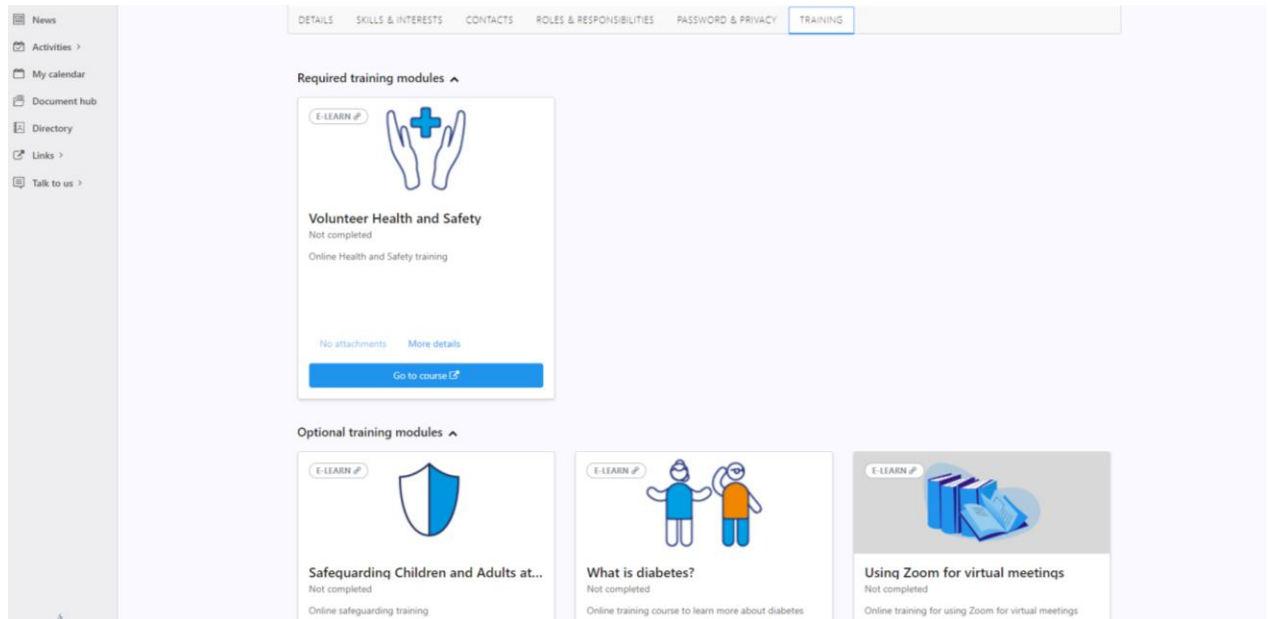 News
Activities >
My calendar
Document hub
Directory
Links >
Talk to us >
DETAILS SKILLS & INTERESTS CONTACTS ROLES & RESPONSIBILITIES PASSWORD & PRIVACY TRAINING
Required training modules
E-LEARN
Volunteer Health and Safety
Not completed
Online Health and Safety training
No attachments More details
Go to course
Optional training modules
E-LEARN
Safeguarding Children and Adults at...
Not completed
Online safeguarding training
E-LEARN
What is diabetes?
Not completed
Online training course to learn more about diabetes
E-LEARN
Using Zoom for virtual meetings
Not completed
Online training for using Zoom for virtual meetings